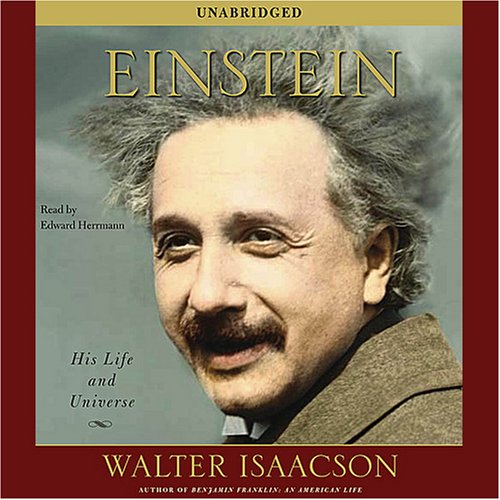 UNABRIDGED
EINSTEIN
Read by
Edward Herrmann
His Life
and
Universe
WALTER ISAACSON
AUTHOR OF BENJAMIN FRANKLIN: AN AMERICAN LIFE